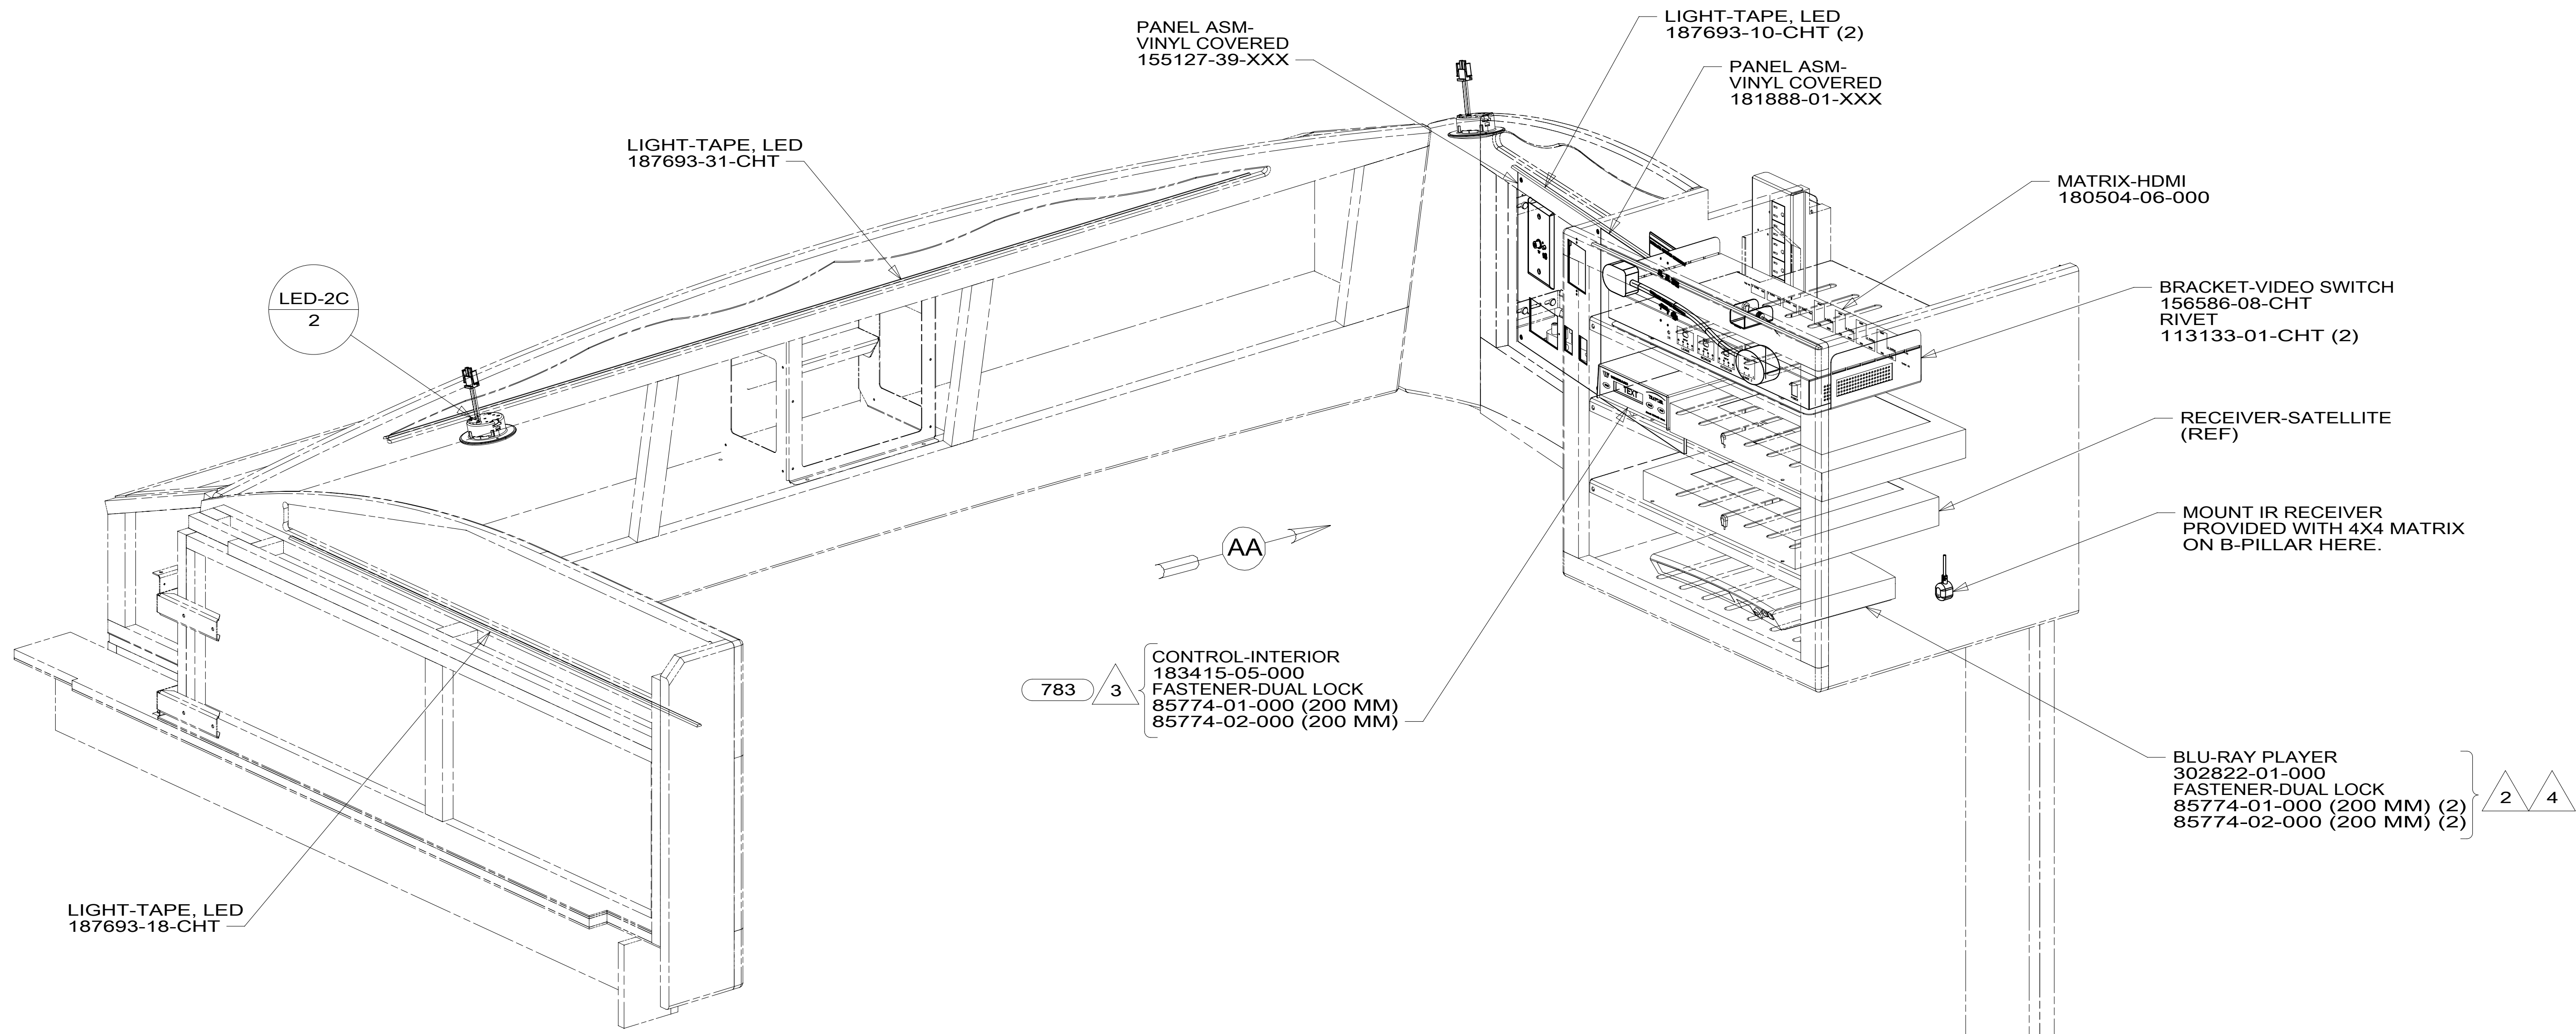 PANEL ASM-
VINYL COVERED
155127-39-XXX
LIGHT-TAPE, LED
187693-10-CHT (2)
PANEL ASM-
VINYL COVERED
181888-01-XXX
LIGHT-TAPE, LED
187693-31-CHT
MATRIX-HDMI
180504-06-000
LED-2C
2
BRACKET-VIDEO SWITCH
156586-08-CHT
RIVET
113133-01-CHT (2)
TEXT
RECEIVER-SATELLITE
(REF)
MOUNT IR RECEIVER
PROVIDED WITH 4X4 MATRIX
ON B-PILLAR HERE.
AA
783
3
CONTROL-INTERIOR
183415-05-000
FASTENER-DUAL LOCK
85774-01-000 (200 MM)
85774-02-000 (200 MM)
BLU-RAY PLAYER
302822-01-000
FASTENER-DUAL LOCK
85774-01-000 (200 MM) (2)
85774-02-000 (200 MM) (2)
2
4
LIGHT-TAPE, LED
187693-18-CHT